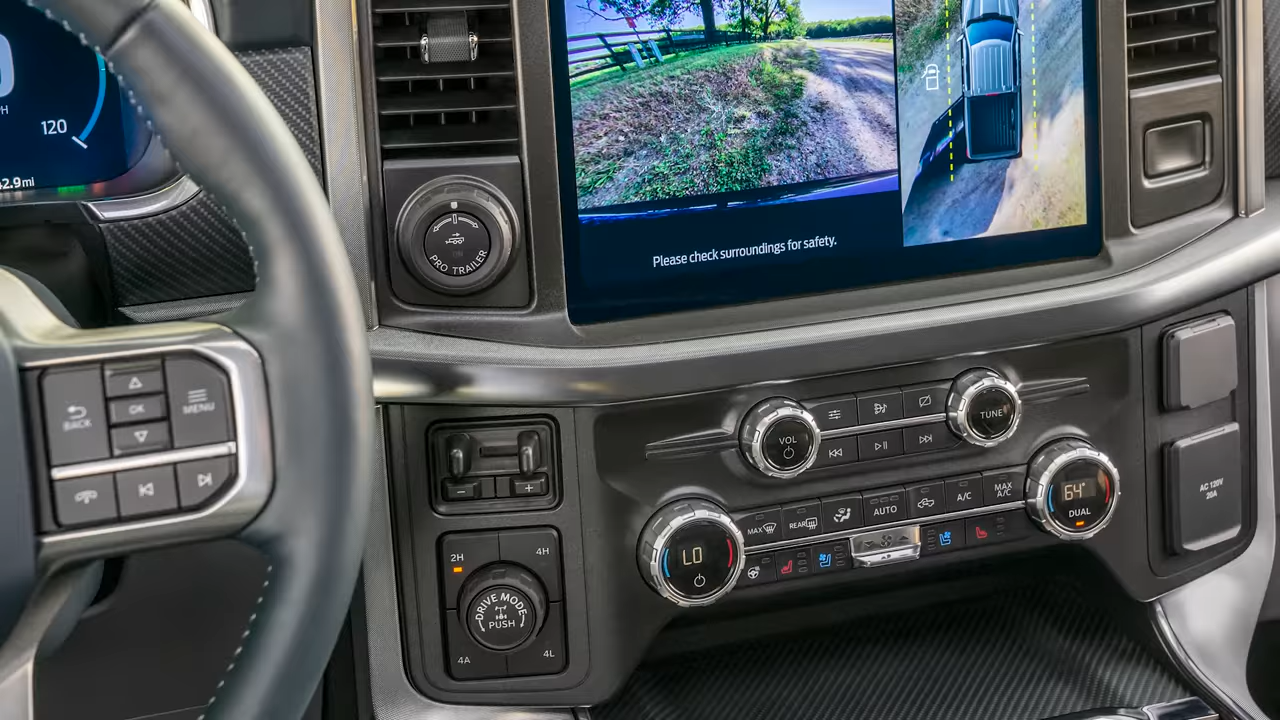 120
2.9mi
PRO TRAILER
Please check surroundings for safety.
BACK
OK
MENU
VOL
TUNE
MAX
REAR
AUTO
A/C
MAX
A/C
LO
64°
DUAL
AC 120V
20A
2H
4H
DRIVE MODE
PUSH
4A
4L